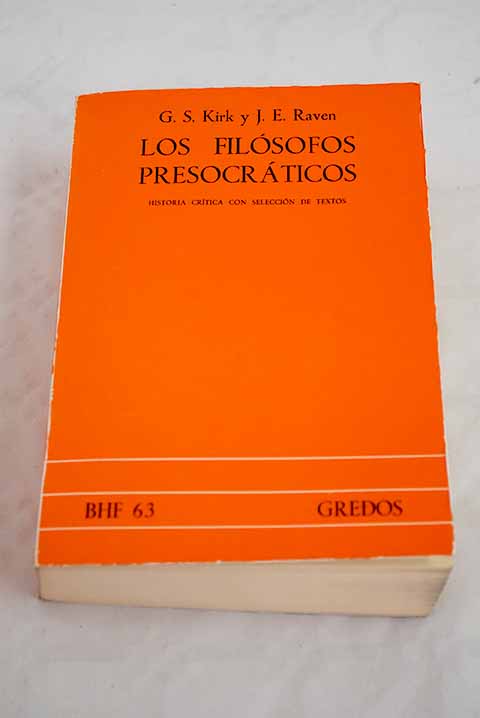 G. S. Kirk y J. E. Raven
LOS FILÓSOFOS
PRESOCRÁTICOS
HISTORIA CRÍTICA CON SELECCIÓN DE TEXTOS
BHF 63 GREDOS